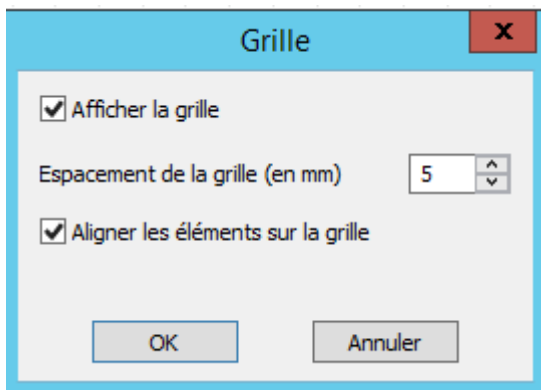 Grille
x
Afficher la grille
Espacement de la grille (en mm) 5
Aligner les éléments sur la grille
OK Annuler